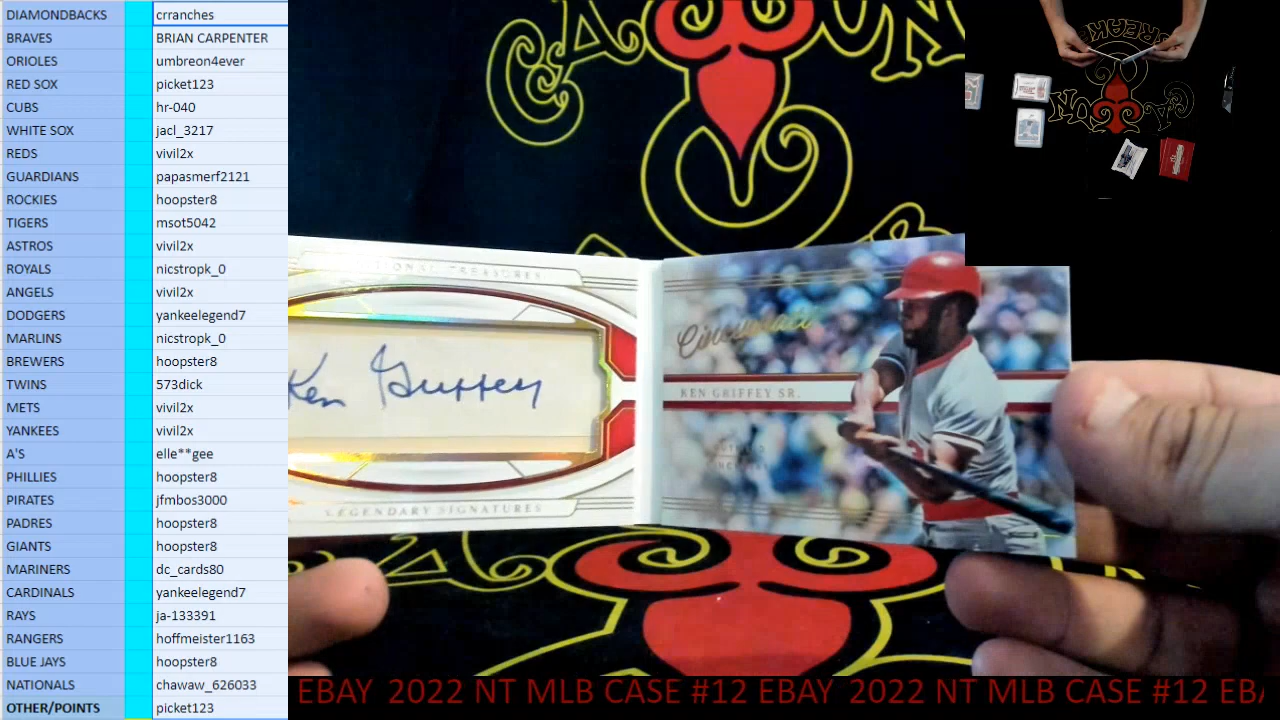 DIAMONDBACKS crranches
BRAVES BRIAN CARPENTER
ORIOLES umbreon4ever
RED SOX picket123
CUBS hr-040
WHITE SOX jacl_3217
REDS vivil2x
GUARDIANS papasmerf2121
ROCKIES hoopster8
TIGERS msot5042
ASTROS vivil2x
ROYALS nicstropk_0
ANGELS vivil2x
DODGERS yankeelegend7
MARLINS nicstropk_0
BREWERS hoopster8
TWINS 573dick
METS vivil2x
YANKEES vivil2x
A'S elle**gee
PHILLIES hoopster8
PIRATES jfmbos3000
PADRES hoopster8
GIANTS hoopster8
MARINERS dc_cards80
CARDINALS yankeelegend7
RAYS ja-133391
RANGERS hoffmeister1163
BLUE JAYS hoopster8
NATIONALS chawaw_626033
OTHER/POINTS picket123
TREASURES
Ken Griffey
LEGENDARY SIGNATURES
Cincinnati
KEN GRIFFEY SR.
EBAY 2022 NT MLB CASE #12 EBAY 2022 NT MLB CASE #12 EB